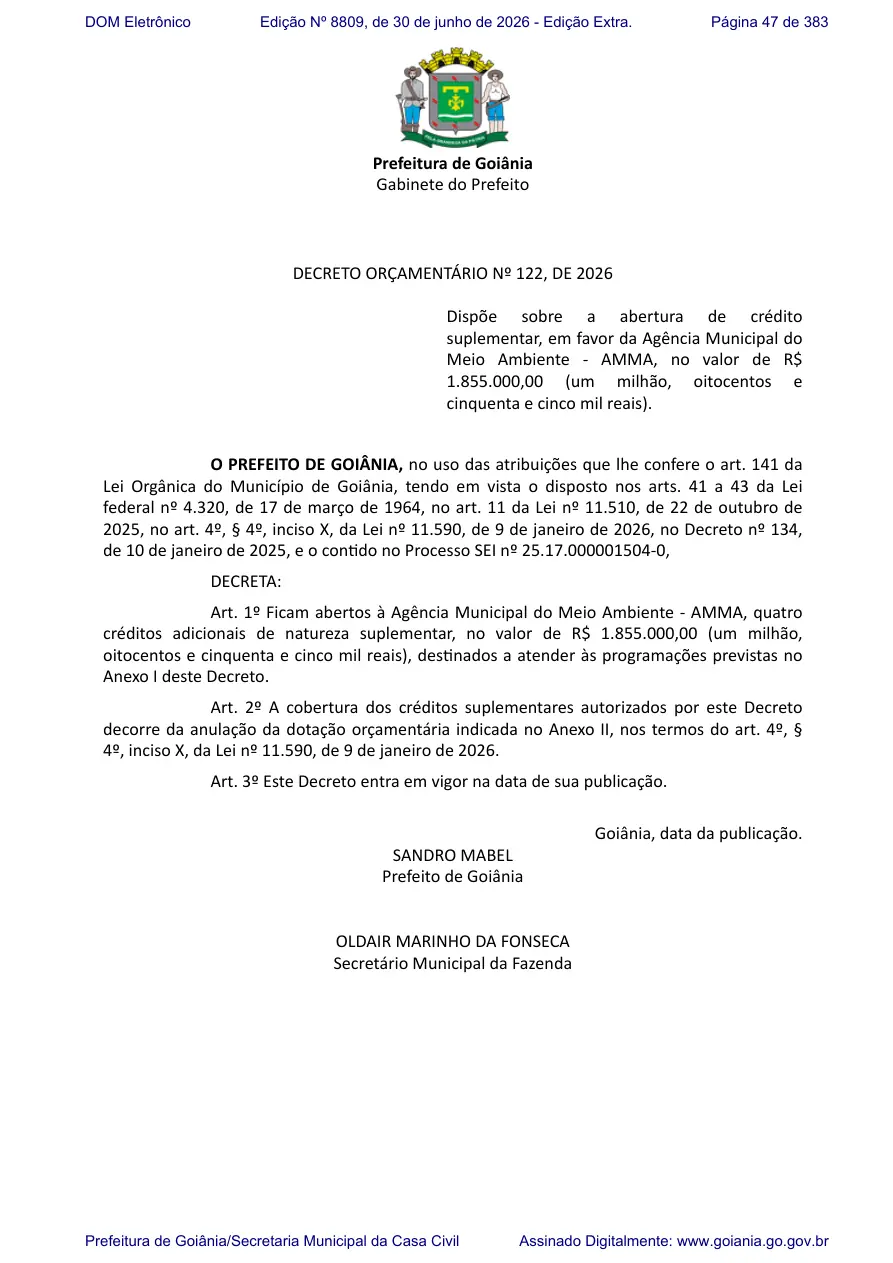 DOM Eletrônico Edição Nº 8809, de 30 de junho de 2026 - Edição Extra. Página 47 de 383
PELA GRANDEZA DA PÁTRIA
Prefeitura de Goiânia
Gabinete do Prefeito
DECRETO ORÇAMENTÁRIO Nº 122, DE 2026
Dispõe sobre a abertura de crédito
suplementar, em favor da Agência Municipal do
Meio Ambiente - AMMA, no valor de R$
1.855.000,00 (um milhão, oitocentos e
cinquenta e cinco mil reais).
O PREFEITO DE GOIÂNIA, no uso das atribuições que lhe confere o art. 141 da
Lei Orgânica do Município de Goiânia, tendo em vista o disposto nos arts. 41 a 43 da Lei
federal nº 4.320, de 17 de março de 1964, no art. 11 da Lei nº 11.510, de 22 de outubro de
2025, no art. 4º, § 4º, inciso X, da Lei nº 11.590, de 9 de janeiro de 2026, no Decreto nº 134,
de 10 de janeiro de 2025, e o contido no Processo SEI nº 25.17.000001504-0,
DECRETA:
Art. 1º Ficam abertos à Agência Municipal do Meio Ambiente - AMMA, quatro
créditos adicionais de natureza suplementar, no valor de R$ 1.855.000,00 (um milhão,
oitocentos e cinquenta e cinco mil reais), destinados a atender às programações previstas no
Anexo I deste Decreto.
Art. 2º A cobertura dos créditos suplementares autorizados por este Decreto
decorre da anulação da dotação orçamentária indicada no Anexo II, nos termos do art. 4º, §
4º, inciso X, da Lei nº 11.590, de 9 de janeiro de 2026.
Art. 3º Este Decreto entra em vigor na data de sua publicação.
Goiânia, data da publicação.
SANDRO MABEL
Prefeito de Goiânia
OLDAIR MARINHO DA FONSECA
Secretário Municipal da Fazenda
Prefeitura de Goiânia/Secretaria Municipal da Casa Civil Assinado Digitalmente: www.goiania.go.gov.br